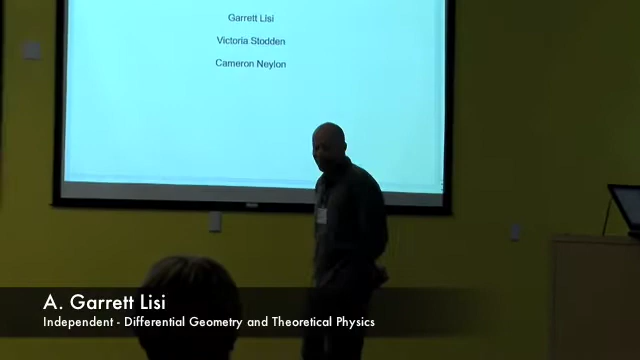 Garrett Lisi
Victoria Stodden
Cameron Neylon
A. Garrett Lisi
Independent - Differential Geometry and Theoretical Physics